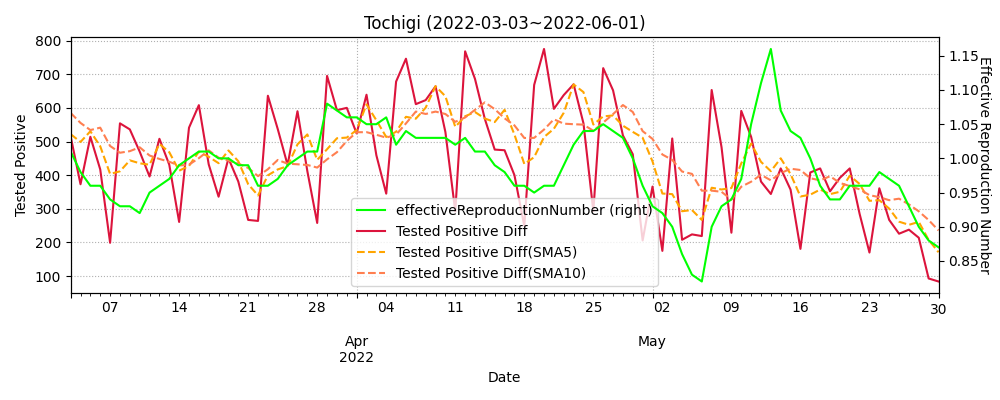 Tochigi (2022-03-03~2022-06-01)
Tested Positive
800
700
600
500
400
300
200
100
1.15
1.10
1.05
1.00
0.95
0.90
0.85
Effective Reproduction Number
effectiveReproductionNumber (right)
Tested Positive Diff
Tested Positive Diff(SMA5)
Tested Positive Diff(SMA10)
07 14 21 28 04 11 18 25 02 09 16 23 30
Apr May
2022
Date